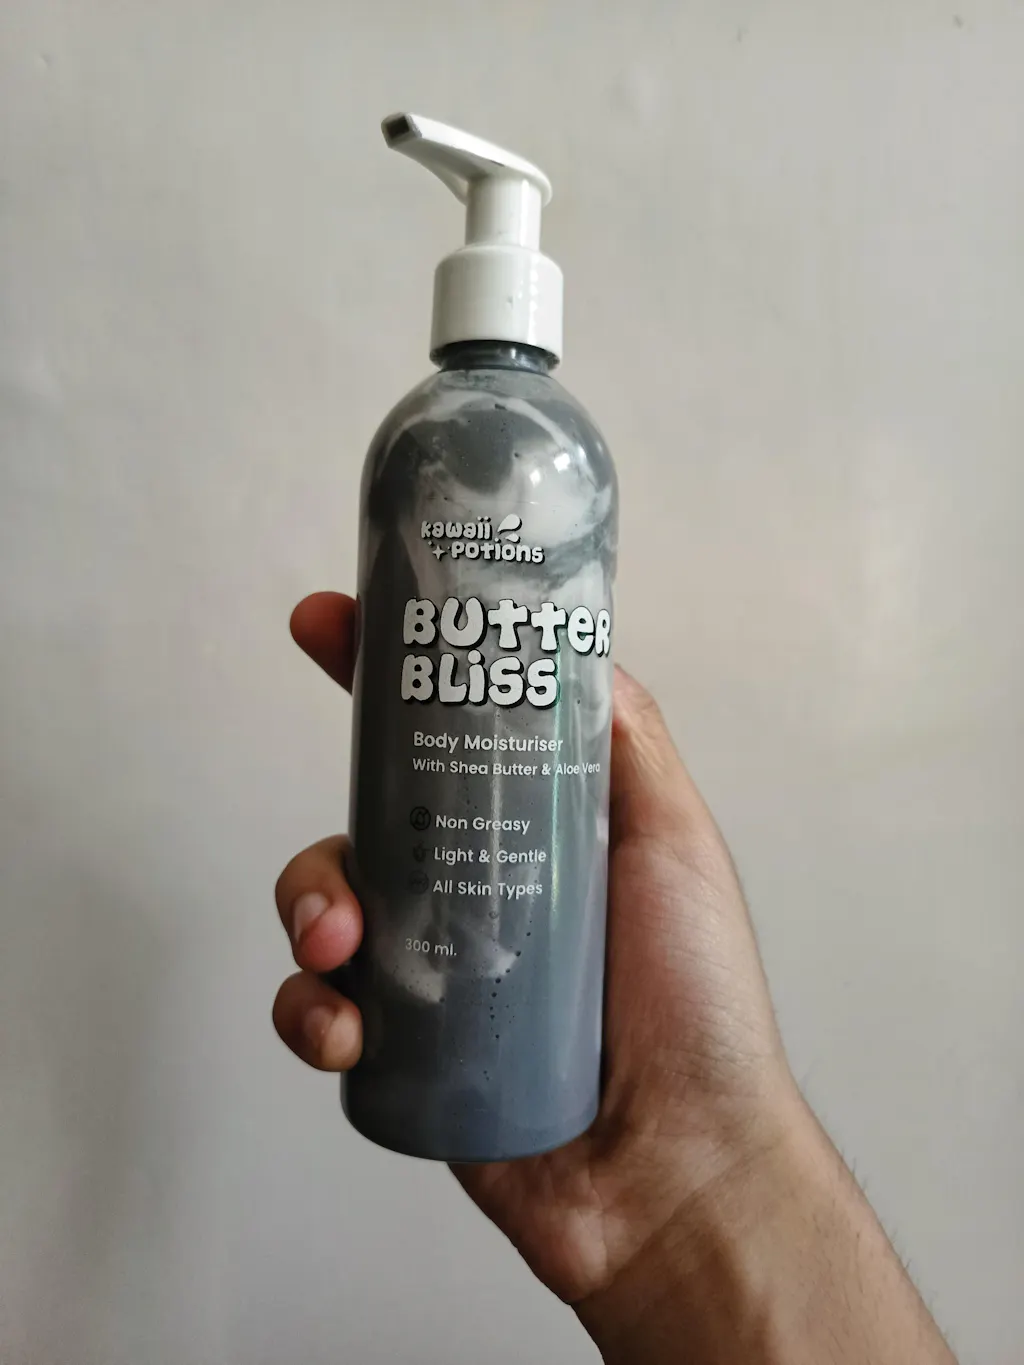 kawaii
POTIONS
BUTTER
BLISS
Body Moisturiser
With Shea Butter & Aloe Vera
Non Greasy
Light & Gentle
All Skin Types
300 ml.